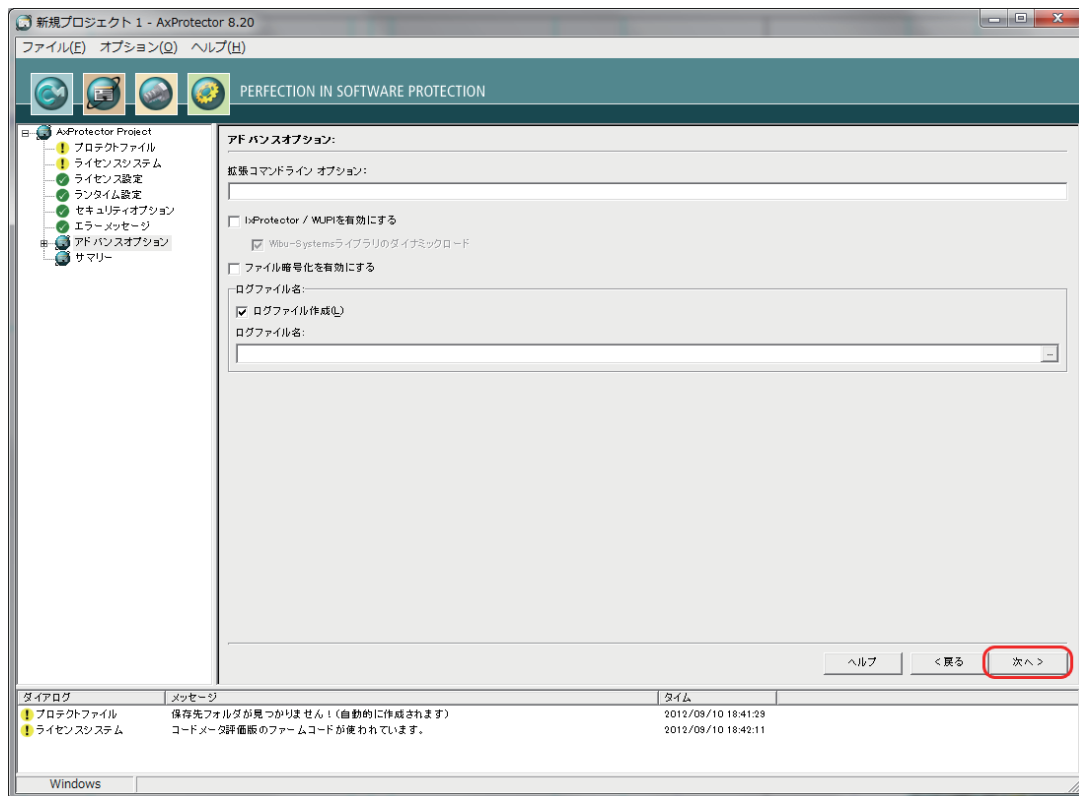 新規プロジェクト 1 - AxProtector 8.20
ファイル(F) オプション(O) ヘルプ(H)
PERFECTION IN SOFTWARE PROTECTION
AxProtector Project
プロテクトファイル
ライセンスシステム
ライセンス設定
ランタイム設定
セキュリティオプション
エラーメッセージ
アドバンスオプション
サマリー
アドバンスオプション:
拡張コマンドライン オプション:
IxProtector / WUPIを有効にする
Wibu-Systemsライブラリのダイナミックロード
ファイル暗号化を有効にする
ログファイル名:
ログファイル作成(L)
ログファイル名:
...
ヘルプ <戻る 次へ>
ダイアログ メッセージ タイム
プロテクトファイル 保存先フォルダが見つかりません！(自動的に作成されます) 2012/09/10 18:41:29
ライセンスシステム コードメータ評価版のファームコードが使われています。 2012/09/10 18:42:11
Windows